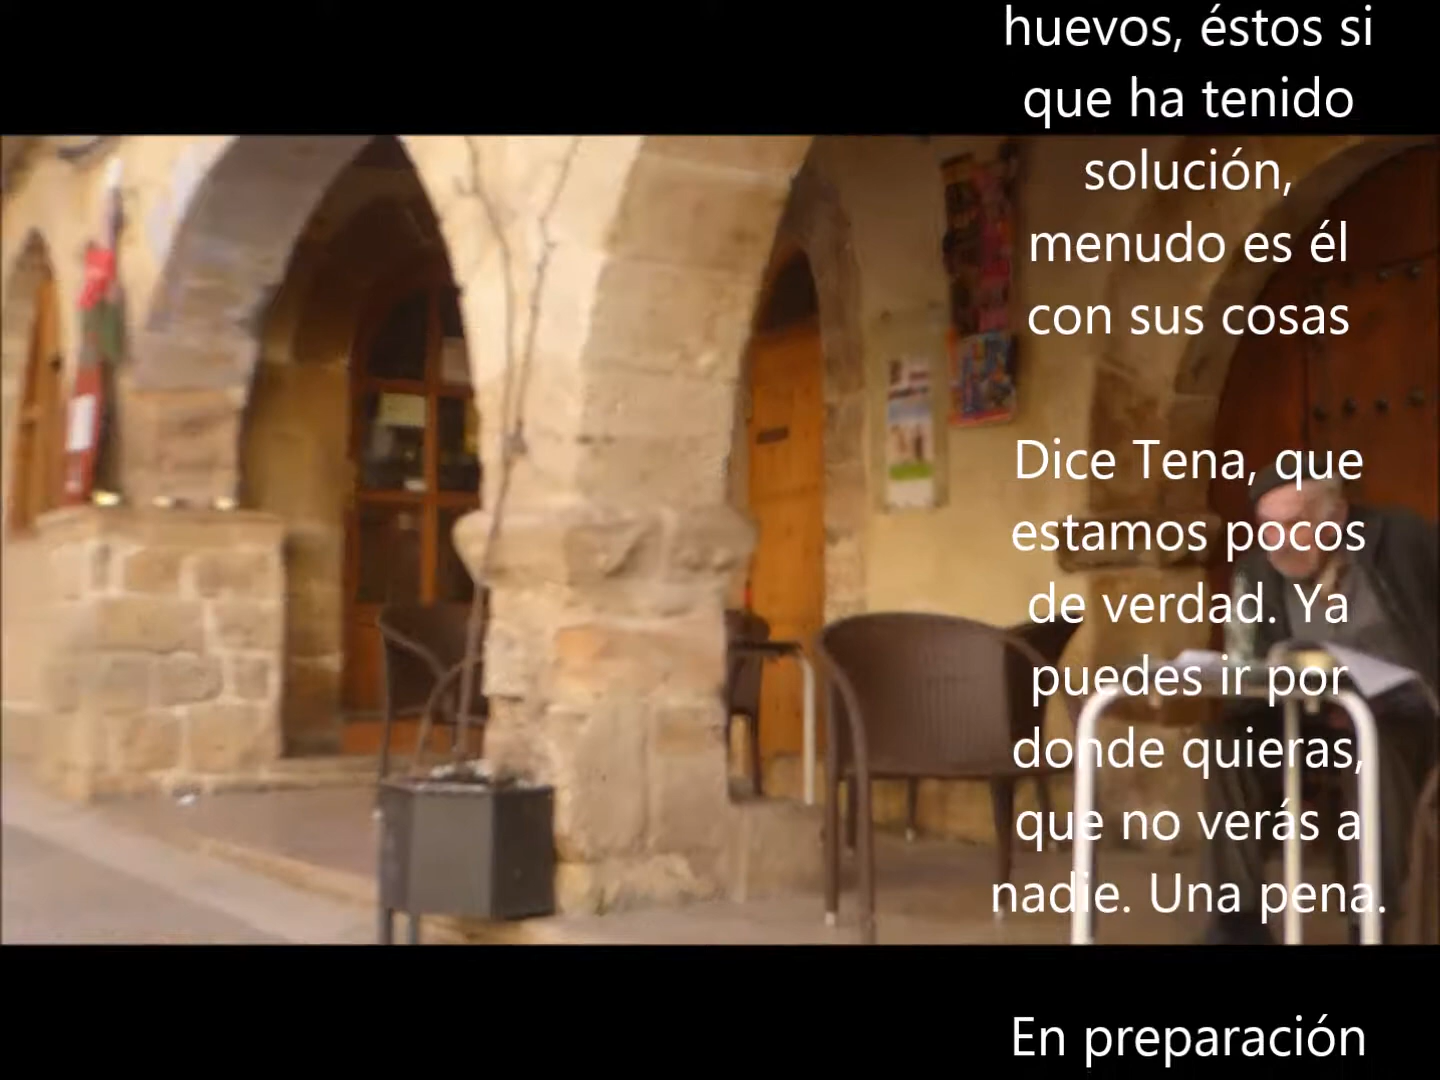 huevos, éstos si
que ha tenido
solución,
menudo es él
con sus cosas
Dice Tena, que
estamos pocos
de verdad. Ya
puedes ir por
donde quieras,
que no verás a
nadie. Una pena.
En preparación